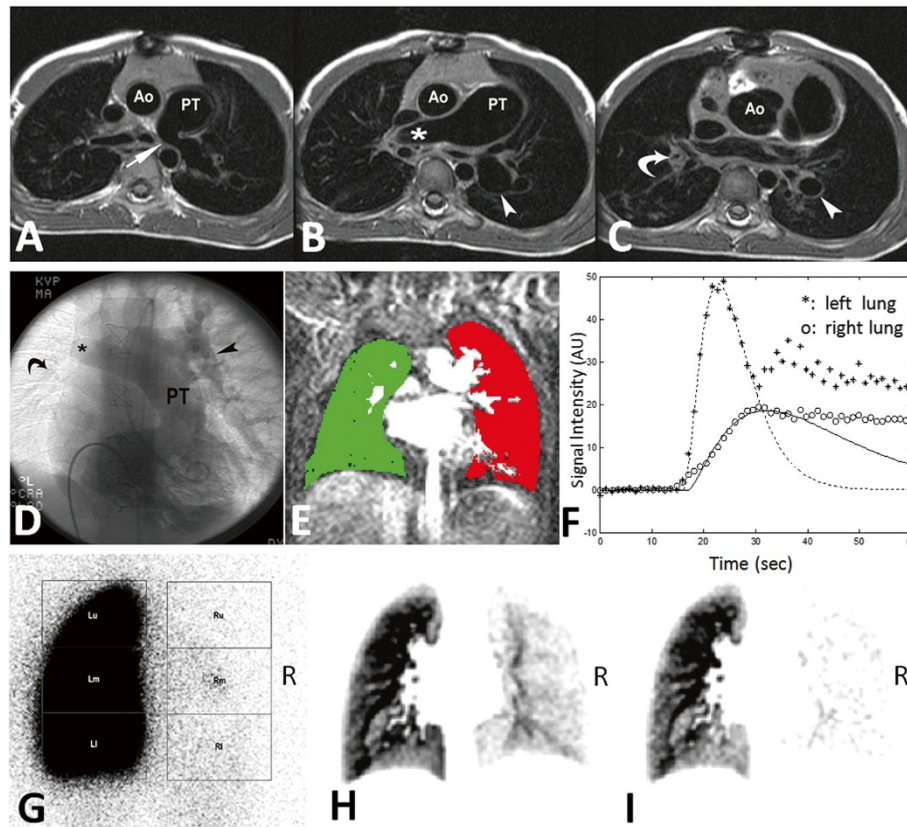 Ao
PT
A
Ao
PT
*
B
Ao
C
KVP
MA
*
PT
D
E
50
40
30
20
10
0
-10
0
10
20
30
40
50
Signal Intensity (AU)
Time (sec)
*: left lung
o: right lung
F
Lu
Ru
Lm
Rm
Ll
Rl
R
G
H
R
I
R